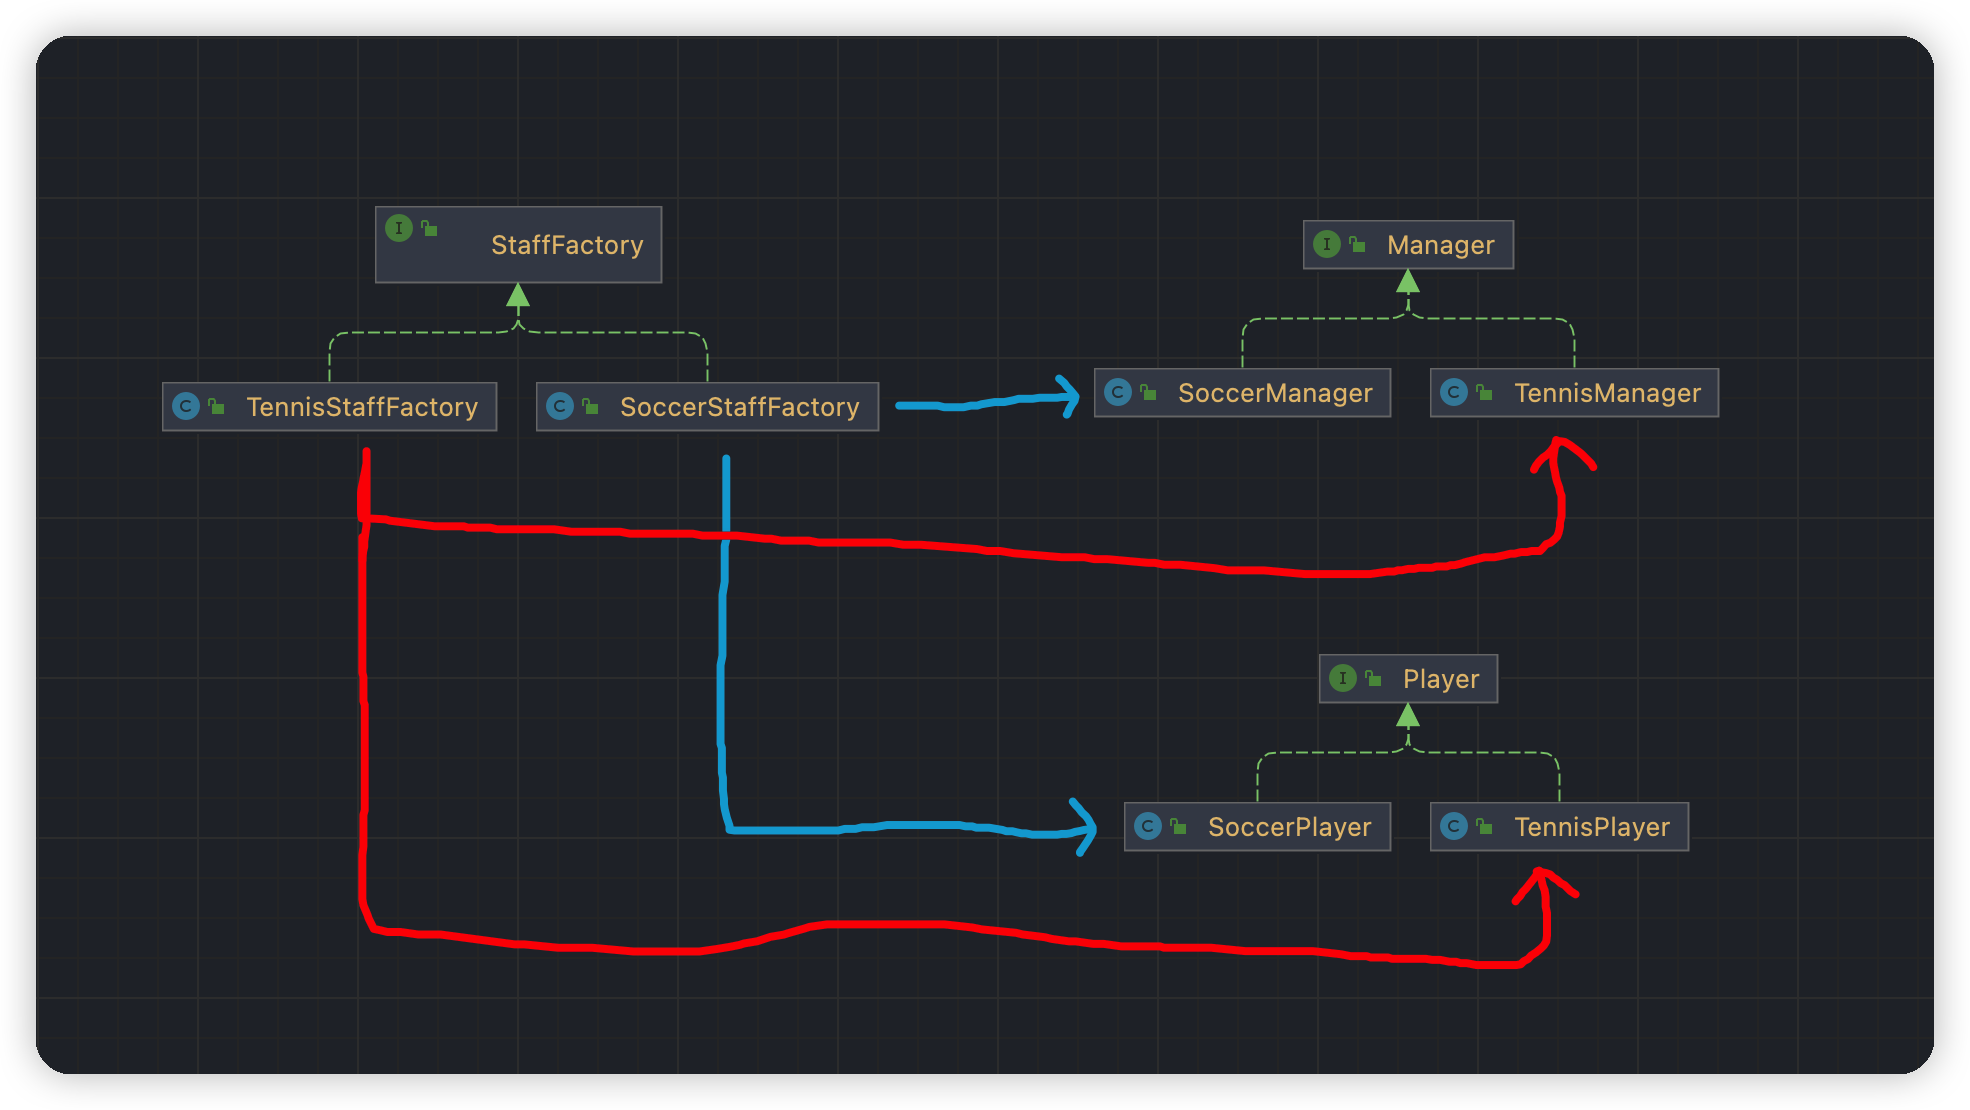 I StaffFactory
I Manager
C TennisStaffFactory
C SoccerStaffFactory
C SoccerManager
C TennisManager
I Player
C SoccerPlayer
C TennisPlayer